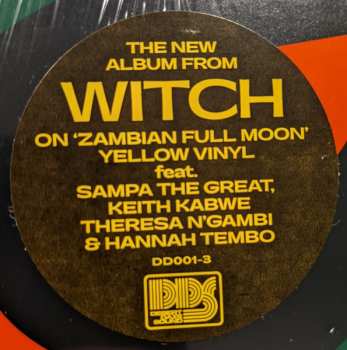 THE NEW
ALBUM FROM
WITCH
ON ‘ZAMBIAN FULL MOON’
YELLOW VINYL
feat.
SAMPA THE GREAT,
KEITH KABWE
THERESA N'GAMBI
& HANNAH TEMBO
DD001-3